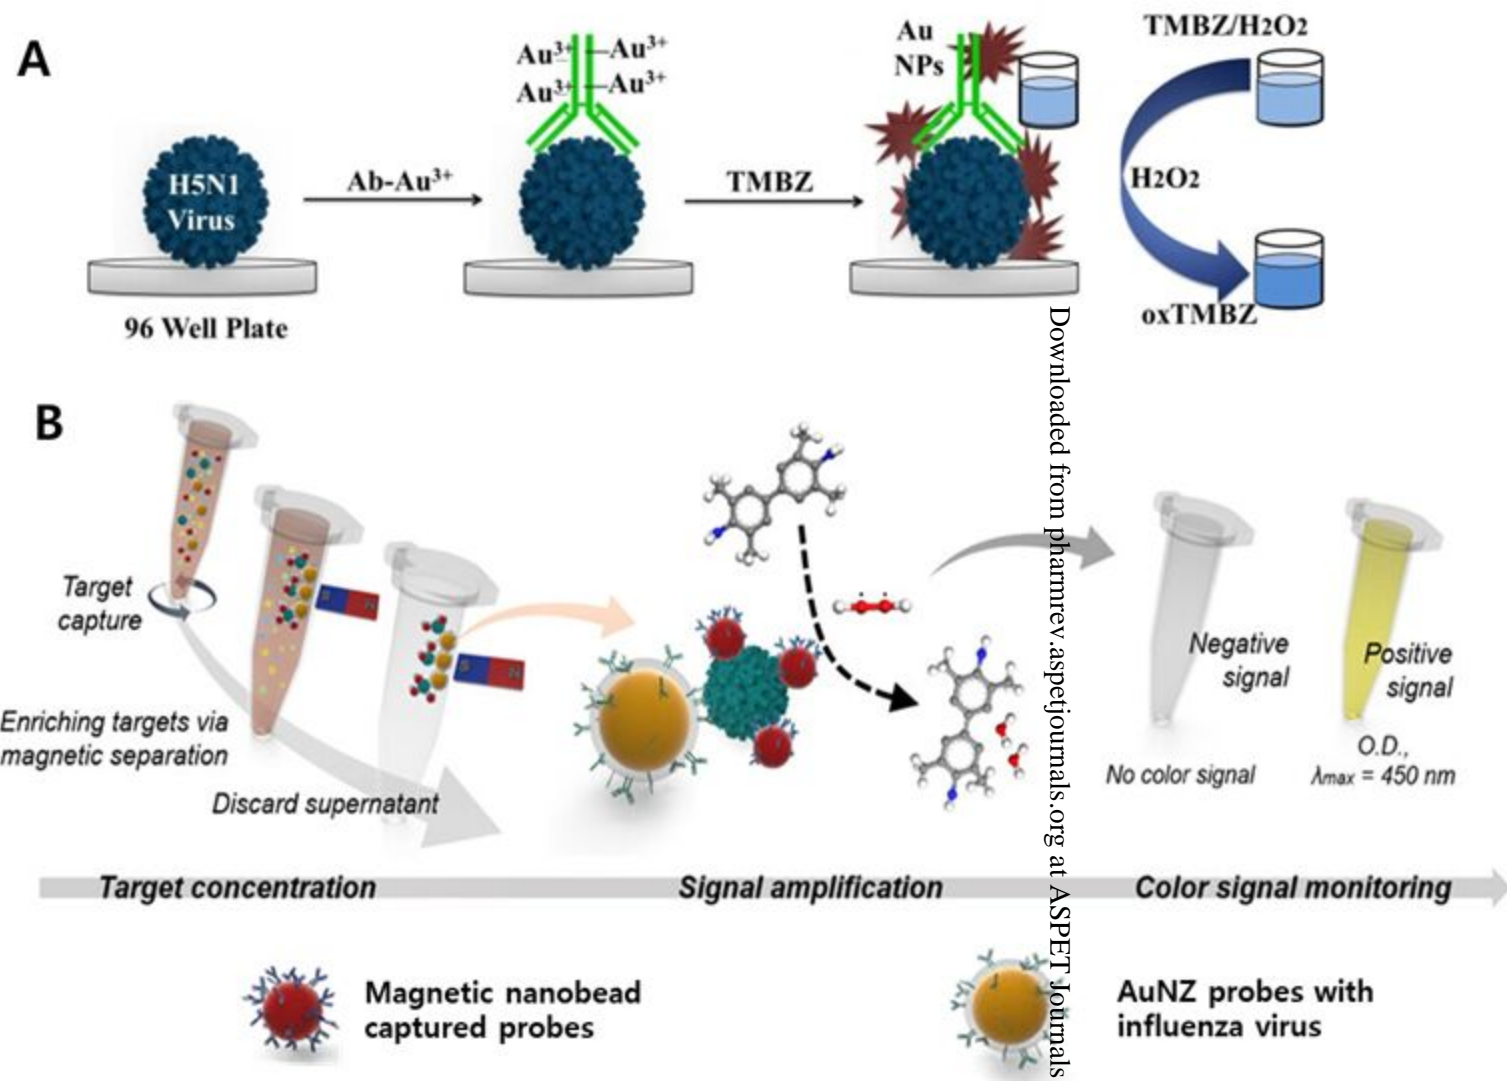 A
H5N1
Virus
96 Well Plate
Ab-Au³⁺
Au³⁺
Au³⁺
Au³⁺
Au³⁺
TMBZ
Au
NPs
TMBZ/H2O2
H2O2
oxTMBZ
B
Target
capture
Enriching targets via
magnetic separation
Discard supernatant
S N
S N
Negative
signal
No color signal
Positive
signal
O.D.,
λmax = 450 nm
Target concentration
Signal amplification
Color signal monitoring
Magnetic nanobead
captured probes
AuNZ probes with
influenza virus
Downloaded from pharmrev.aspetjournals.org at ASPET Journals